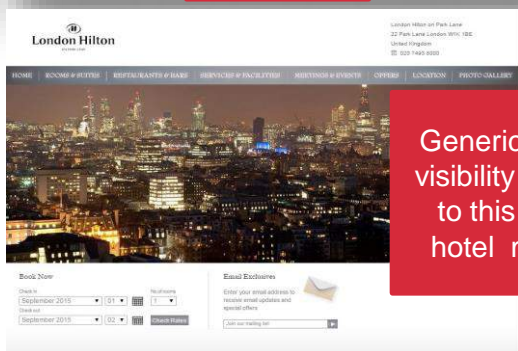 London Hilton
London Hilton on Park Lane
22 Park Lane London W1K 1BE
United Kingdom
020 7493 8000
HOME ROOMS & SUITES RESTAURANTS & BARS SERVICES & FACILITIES MEETINGS & EVENTS OFFERS LOCATION PHOTO GALLERY
Generic
visibility
to this
hotel
Book Now
Check in
No of rooms
September 2015 01 1
Check out
September 2015 02 Check Rates
Email Exclusives
Enter your email address to
receive email updates and
special offers
Join our mailing list